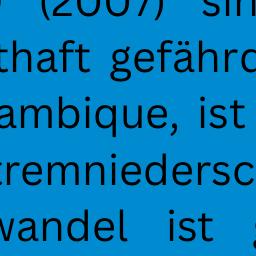 (2007) sin
thaft gefährd
ambique, ist
tremniedersc
wandel ist